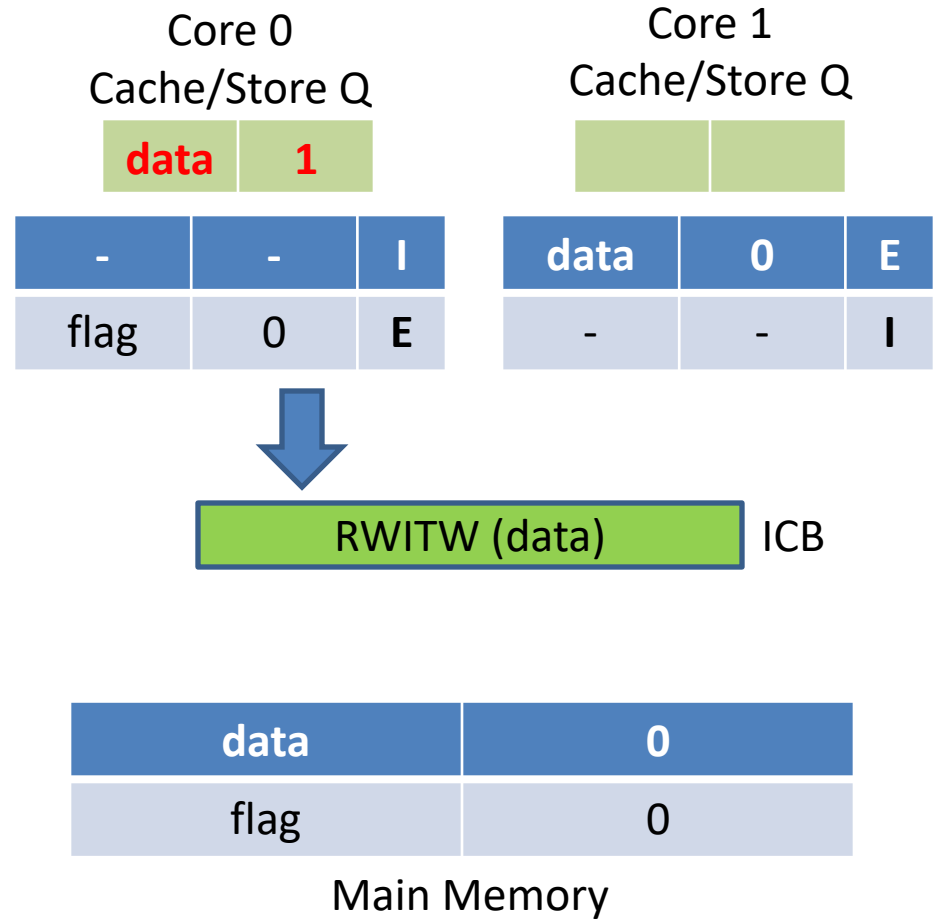 Core 0
Cache/Store Q
Core 1
Cache/Store Q
data 1
- - I
flag 0 E
data 0 E
- - I
RWITW (data) ICB
data 0
flag 0
Main Memory